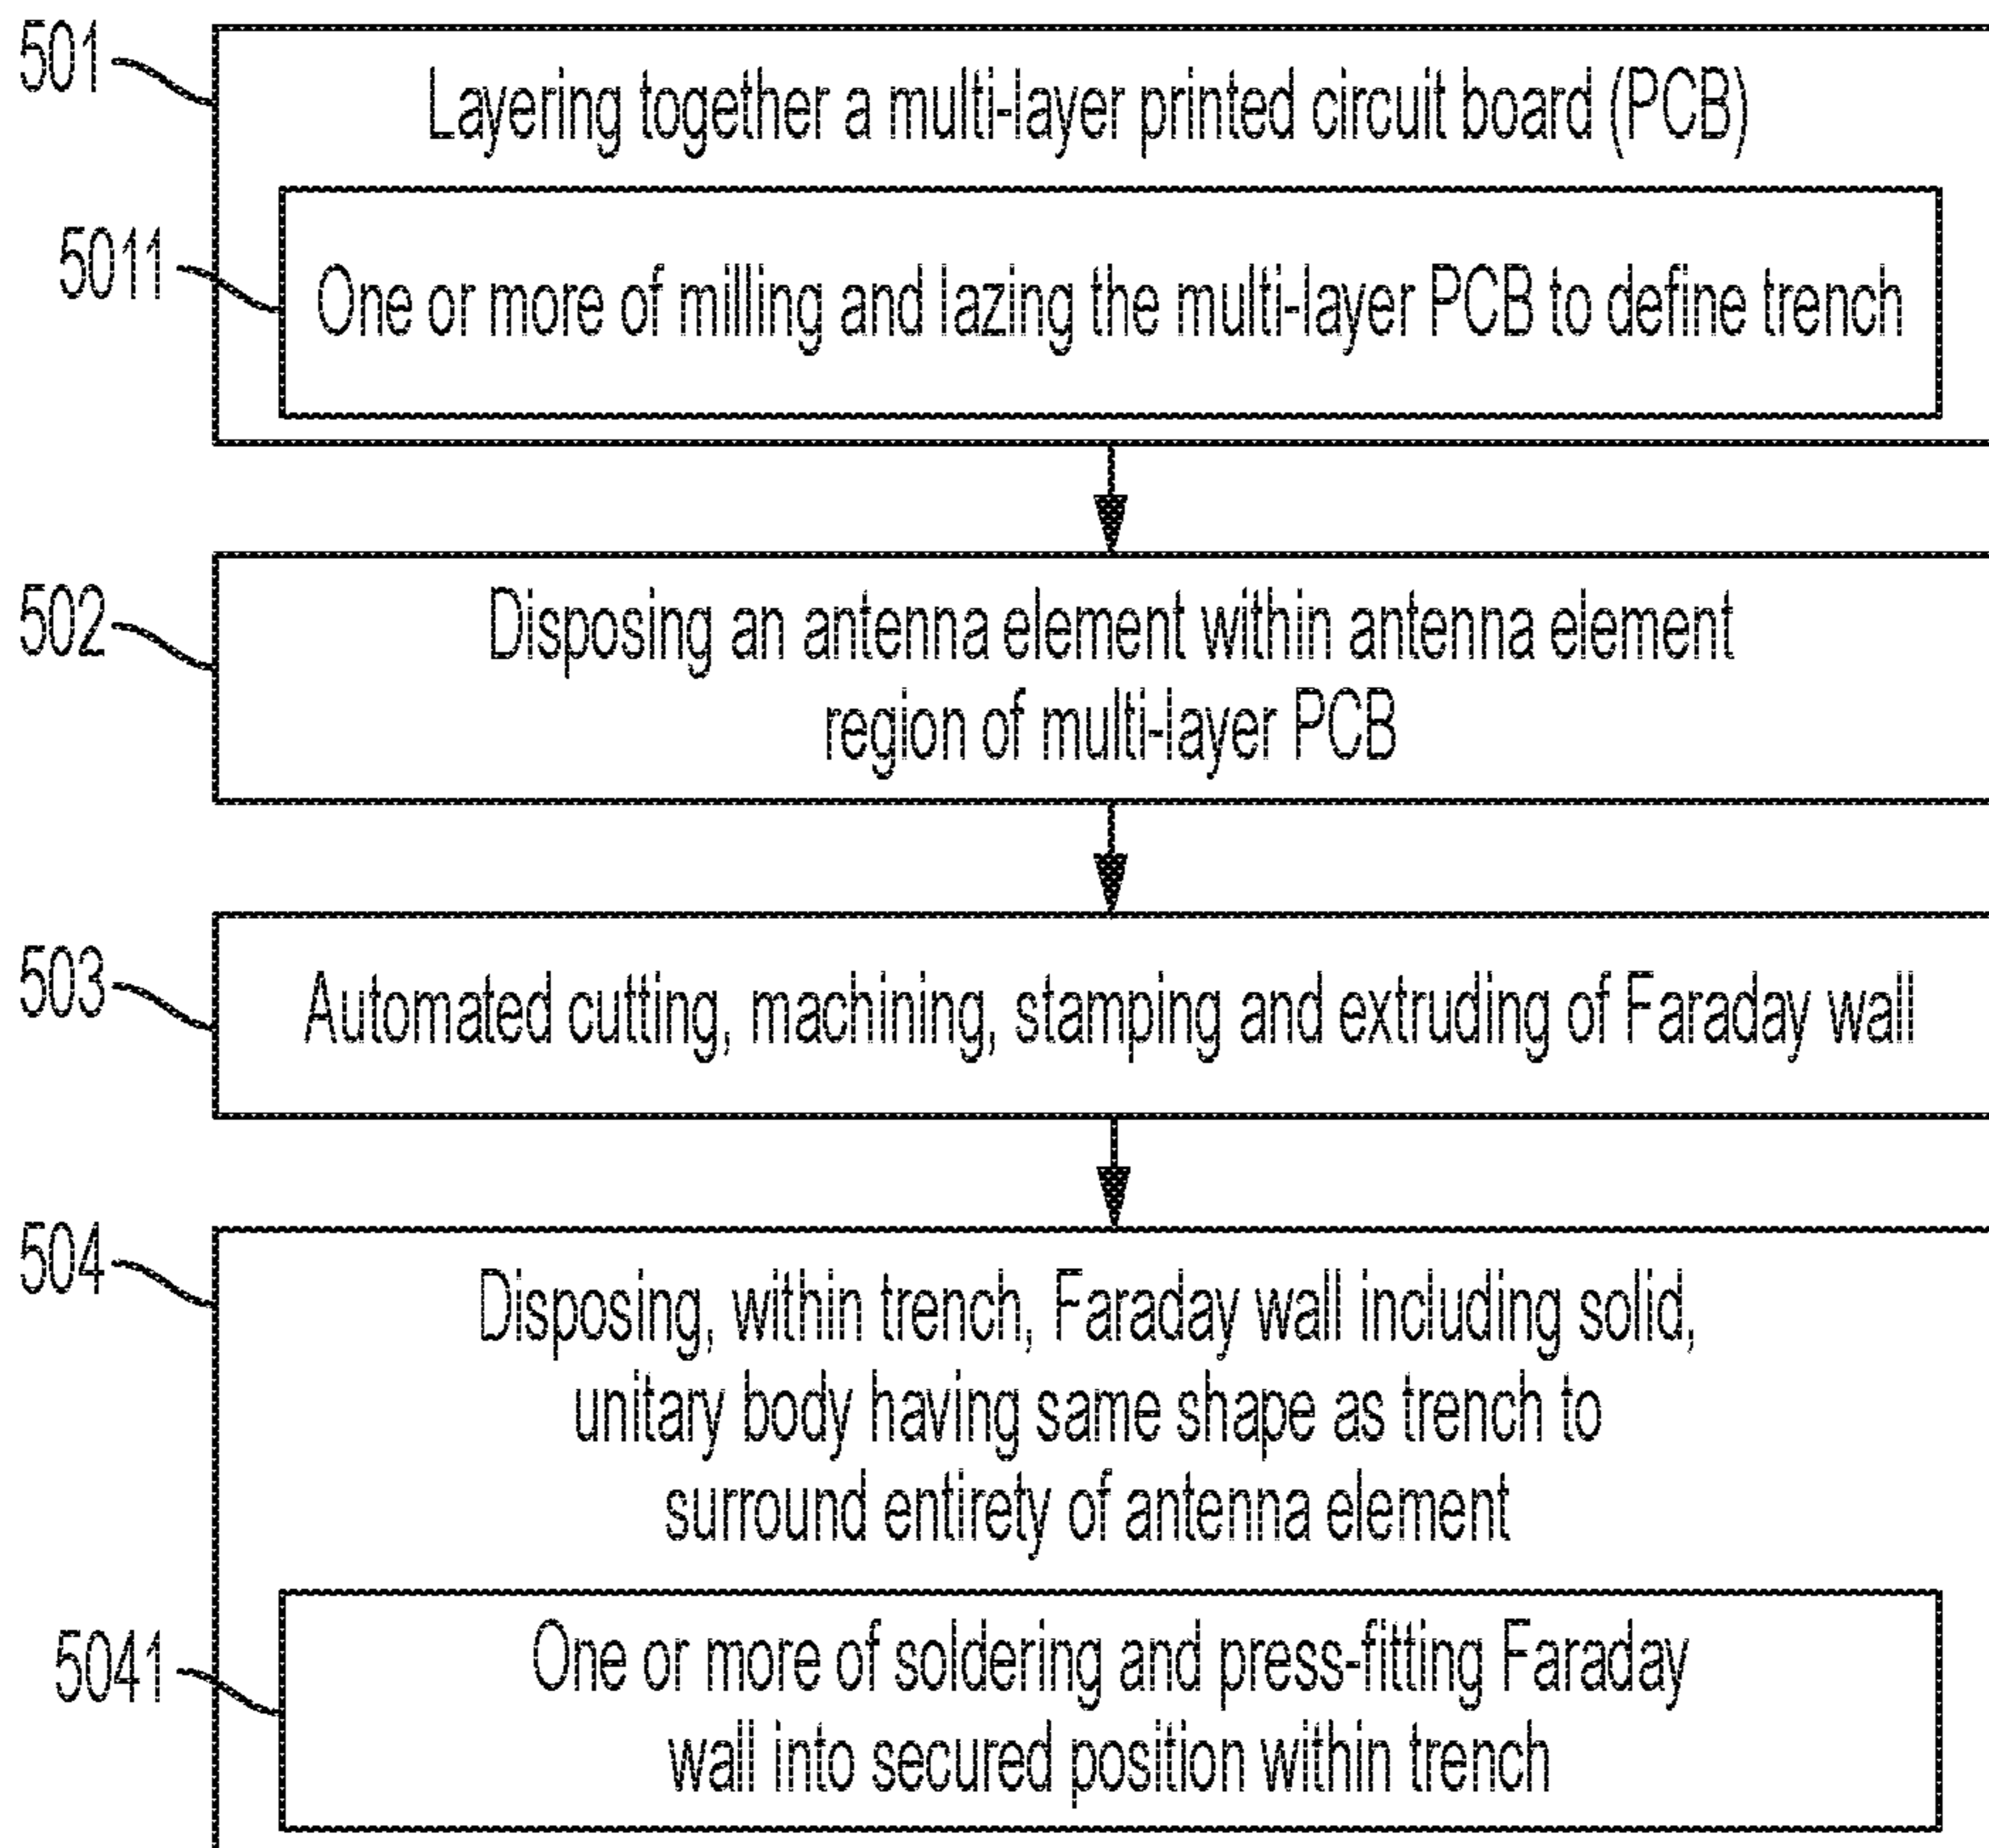 501
Layering together a multi-layer printed circuit board (PCB)
5011
One or more of milling and lazing the multi-layer PCB to define trench
502
Disposing an antenna element within antenna element
region of multi-layer PCB
503
Automated cutting, machining, stamping and extruding of Faraday wall
504
Disposing, within trench, Faraday wall including solid,
unitary body having same shape as trench to
surround entirety of antenna element
5041
One or more of soldering and press-fitting Faraday
wall into secured position within trench